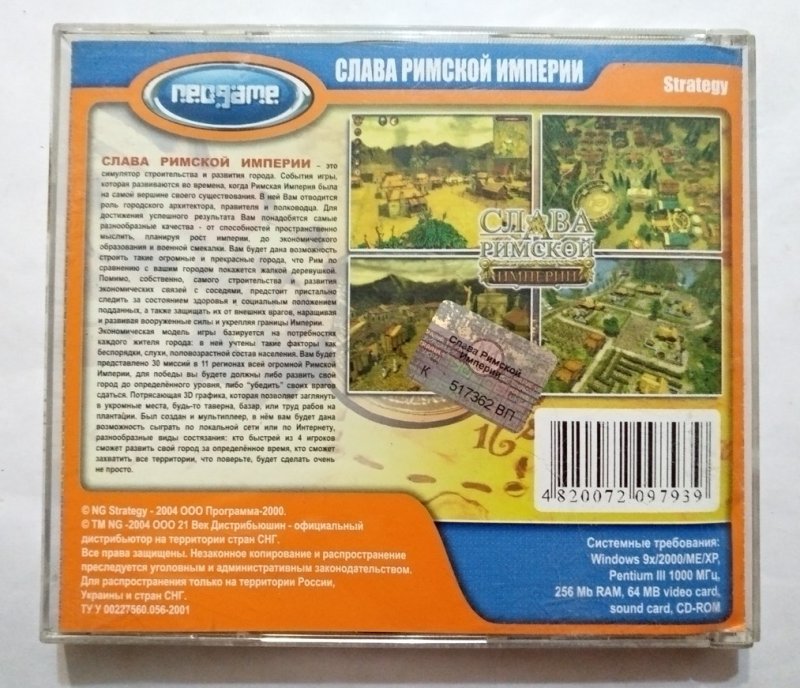 neogame
СЛАВА РИМСКОЙ ИМПЕРИИ
Strategy
СЛАВА РИМСКОЙ ИМПЕРИИ - это
симулятор строительства и развития города. События игры,
которая развиваются во времена, когда Римская Империя была
на самой вершине своего существования. В ней Вам отводится
роль городского архитектора, правителя и полководца. Для
достижения успешного результата Вам понадобятся самые
разнообразные качества - от способностей пространственно
мыслить, планируя рост империи, до экономического
образования и военной смекалки. Вам будет дана возможность
строить такие огромные и прекрасные города, что Рим по
сравнению с вашим городом покажется жалкой деревушкой.
Помимо, собственно, самого строительства и развития
экономических связей с соседями, предстоит пристально
следить за состоянием здоровья и социальным положением
подданных, а также защищать их от внешних врагов, наращивая
и развивая вооруженные силы и укрепляя границы Империи.
Экономическая модель игры базируется на потребностях
каждого жителя города: в ней учтены такие факторы как
беспорядки, слухи, половозрастной состав населения. Вам будет
представлено 30 миссий в 11 регионах всей огромной Римской
Империи, для победы вы будете должны либо развить свой
город до определённого уровня, либо "убедить" своих врагов
сдаться. Потрясающая 3D графика, которая позволяет заглянуть
в укромные места, будь-то таверна, базар, или труд рабов на
плантации. Был создан и мультиплеер, в нём вам будет дана
возможность сыграть по локальной сети или по Интернету,
разнообразные виды состязания: кто быстрей из 4 игроков
сможет развить свой город за определённое время, кто сможет
захватить все территории, что поверьте, будет сделать очень
не просто.
СЛАВА
РИМСКОЙ
ИМПЕРИИ
Слава Римской
Империи
К 517362 ВП
16
4 820072 097939
© NG Strategy - 2004 ООО Программа-2000.
© TM NG -2004 ООО 21 Век Дистрибьюшин - официальный
дистрибьютор на территории стран СНГ.
Все права защищены. Незаконное копирование и распространение
преследуется уголовным и административным законодательством.
Для распространения только на территории России,
Украины и стран СНГ.
ТУ У 00227560.056-2001
Системные требования:
Windows 9x/2000/ME/XP,
Pentium III 1000 МГц,
256 Mb RAM, 64 MB video card,
sound card, CD-ROM